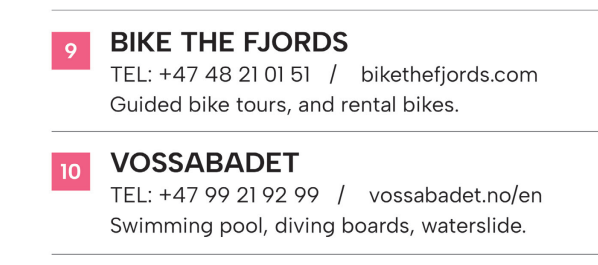 9
BIKE THE FJORDS
TEL: +47 48 21 01 51 / bikethefjords.com
Guided bike tours, and rental bikes.
10
VOSSABADET
TEL: +47 99 21 92 99 / vossabadet.no/en
Swimming pool, diving boards, waterslide.